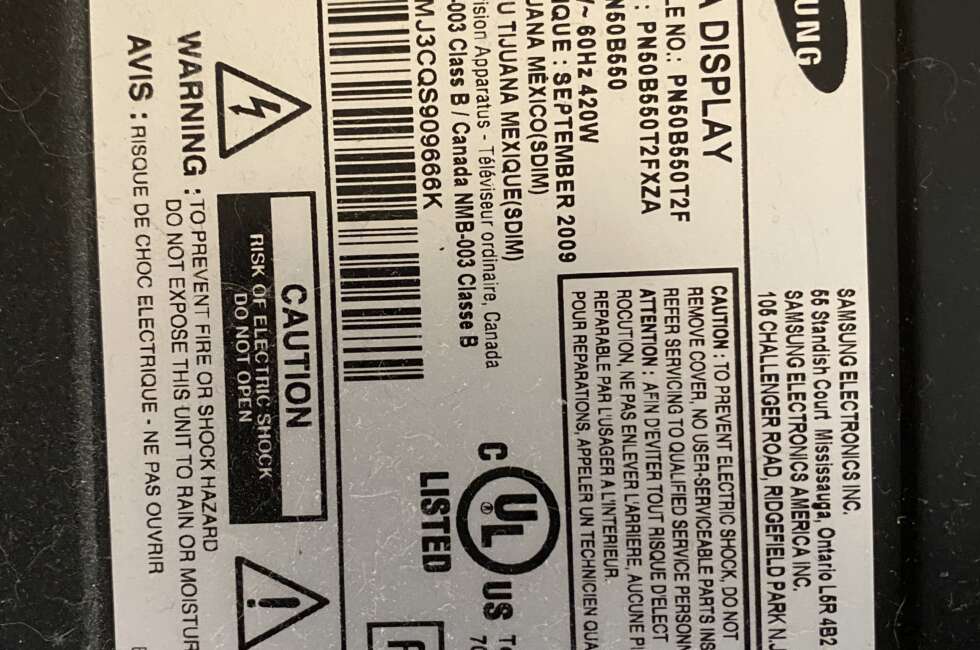 SUNG
SAMSUNG ELECTRONICS INC.
55 Standish Court Mississauga, Ontario L5R 4B2
SAMSUNG ELECTRONICS AMERICA INC.
105 CHALLENGER ROAD, RIDGEFIELD PARK N.J.
A DISPLAY
LE NO.: PN50B550T2F
: PN50B550T2FXZA
N50B550
V~ 60Hz 420W
IQUE : SEPTEMBER 2009
UANA MÉXICO(SDIM)
U TIJUANA MEXIQUE(SDIM)
ision Apparatus - Téléviseur ordinaire, Canada
-003 Class B / Canada NMB-003 Classe B
MJ3CQS909666K
CAUTION : TO PREVENT ELECTRIC SHOCK, DO NOT
REMOVE COVER, NO USER-SERVICEABLE PARTS INS
REFER SERVICING TO QUALIFIED SERVICE PERSONN
ATTENTION : AFIN D'EVITER TOUT RISQUE D'ELECT
ROCUTION, NE PAS ENLEVER L'ARRIERE, AUCUNE PI
REPARABLE PAR L'USAGER A L'INTERIEUR.
POUR REPARATIONS, APPELER UN TECHNICIEN QUA
C UL US
®
LISTED
CAUTION
RISK OF ELECTRIC SHOCK
DO NOT OPEN
WARNING : TO PREVENT FIRE OR SHOCK HAZARD
DO NOT EXPOSE THIS UNIT TO RAIN OR MOISTUR
AVIS : RISQUE DE CHOC ELECTRIQUE - NE PAS OUVRIR